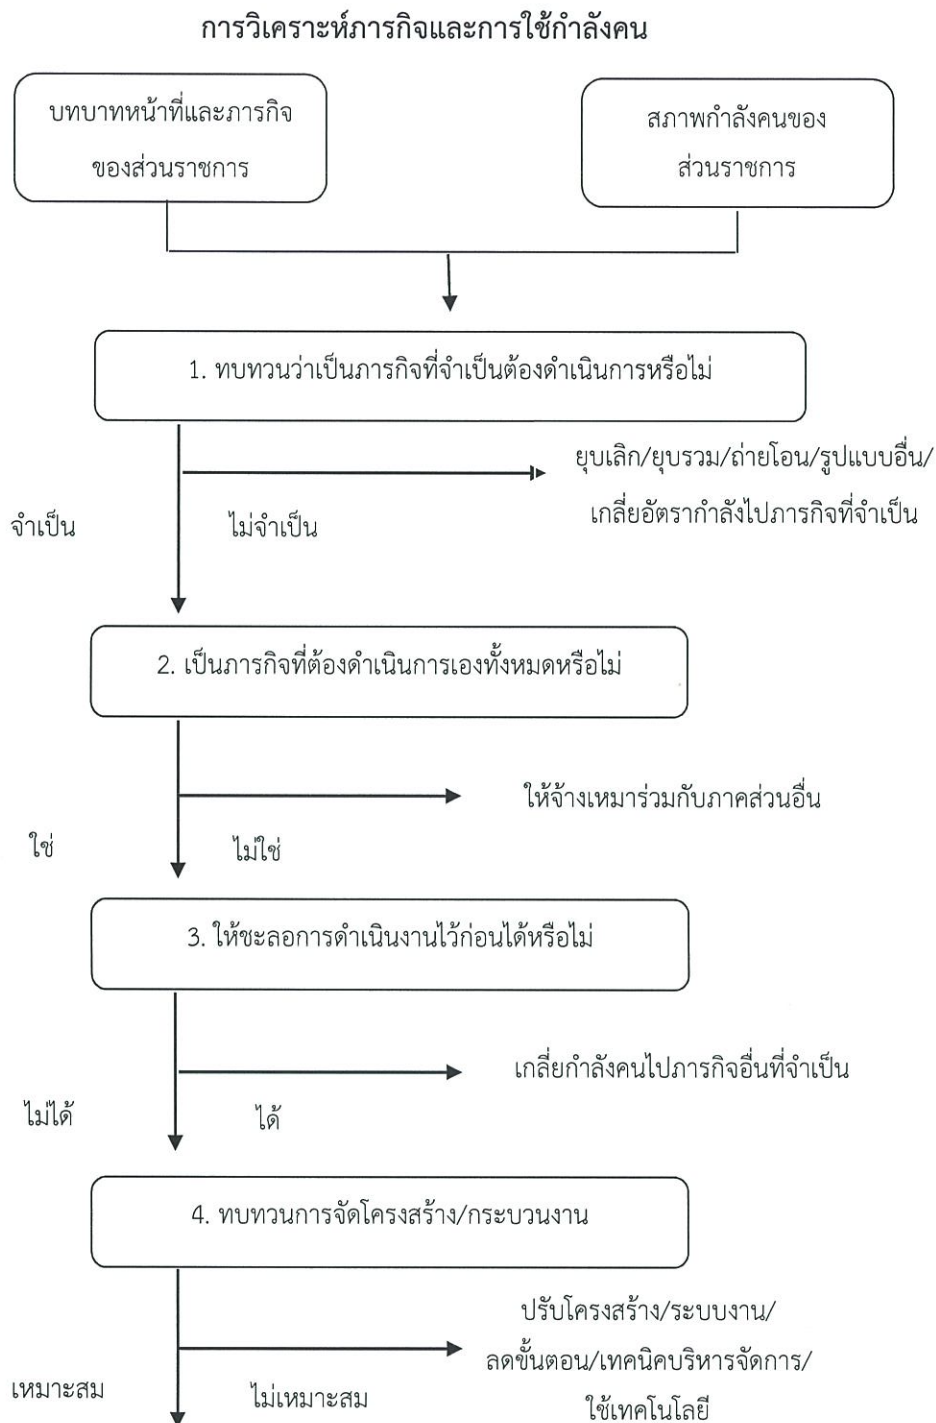 การวิเคราะห์ภารกิจและการใช้กำลังคน
บทบาทหน้าที่และภารกิจ
ของส่วนราชการ
สภาพกำลังคนของ
ส่วนราชการ
1. ทบทวนว่าเป็นภารกิจที่จำเป็นต้องดำเนินการหรือไม่
ยุบเลิก/ยุบรวม/ถ่ายโอน/รูปแบบอื่น/
เกลี่ยอัตรากำลังไปภารกิจที่จำเป็น
จำเป็น
ไม่จำเป็น
2. เป็นภารกิจที่ต้องดำเนินการเองทั้งหมดหรือไม่
ให้จ้างเหมาร่วมกับภาคส่วนอื่น
ใช่
ไม่ใช่
3. ให้ชะลอการดำเนินงานไว้ก่อนได้หรือไม่
เกลี่ยกำลังคนไปภารกิจอื่นที่จำเป็น
ไม่ได้
ได้
4. ทบทวนการจัดโครงสร้าง/กระบวนงาน
ปรับโครงสร้าง/ระบบงาน/
ลดขั้นตอน/เทคนิคบริหารจัดการ/
ใช้เทคโนโลยี
เหมาะสม
ไม่เหมาะสม